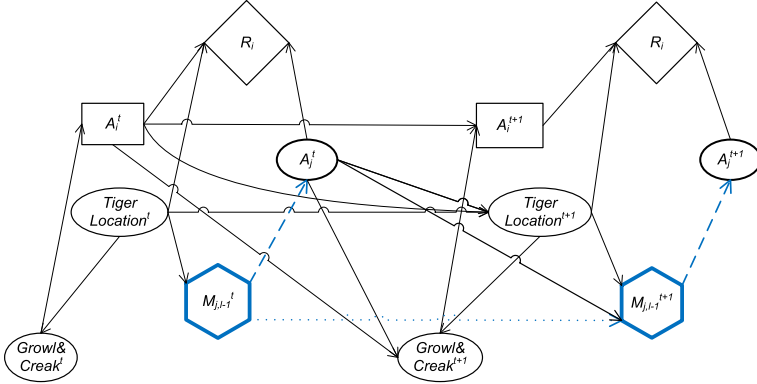 R_i
R_i
A_i^t
A_i^{t+1}
A_j^t
A_j^{t+1}
Tiger
Location^t
Tiger
Location^{t+1}
M_{j,l-1}^t
M_{j,l-1}^{t+1}
Growl&
Creak^t
Growl&
Creak^{t+1}